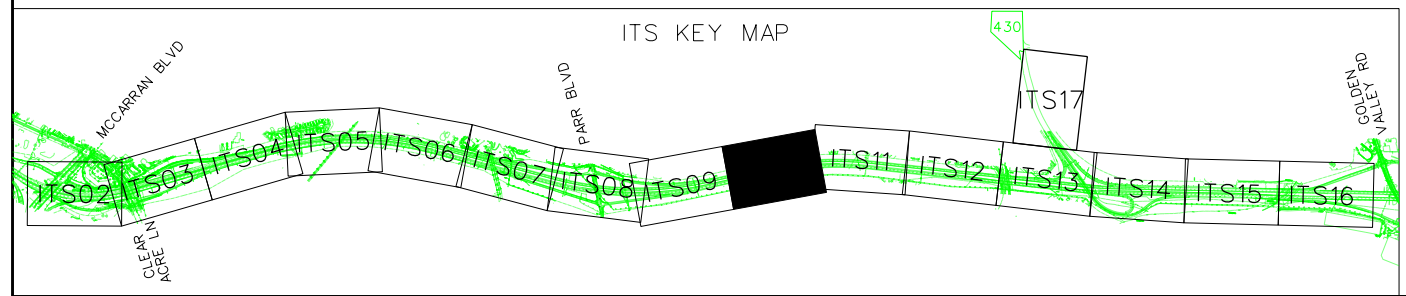 ITS KEY MAP
430
MCCARRAN BLVD
PARR BLVD
GOLDEN
VALLEY RD
ITS17
ITS02
ITS03
ITS04
ITS05
ITS06
ITS07
ITS08
ITS09
ITS11
ITS12
ITS13
ITS14
ITS15
ITS16
CLEAR
ACRE LN